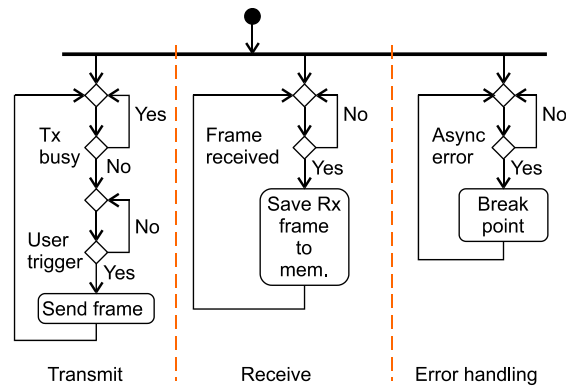 Yes
Tx
busy
No
No
User
trigger
Yes
Send frame
Transmit
No
Frame
received
Yes
Save Rx
frame
to
mem.
Receive
No
Async
error
Yes
Break
point
Error handling